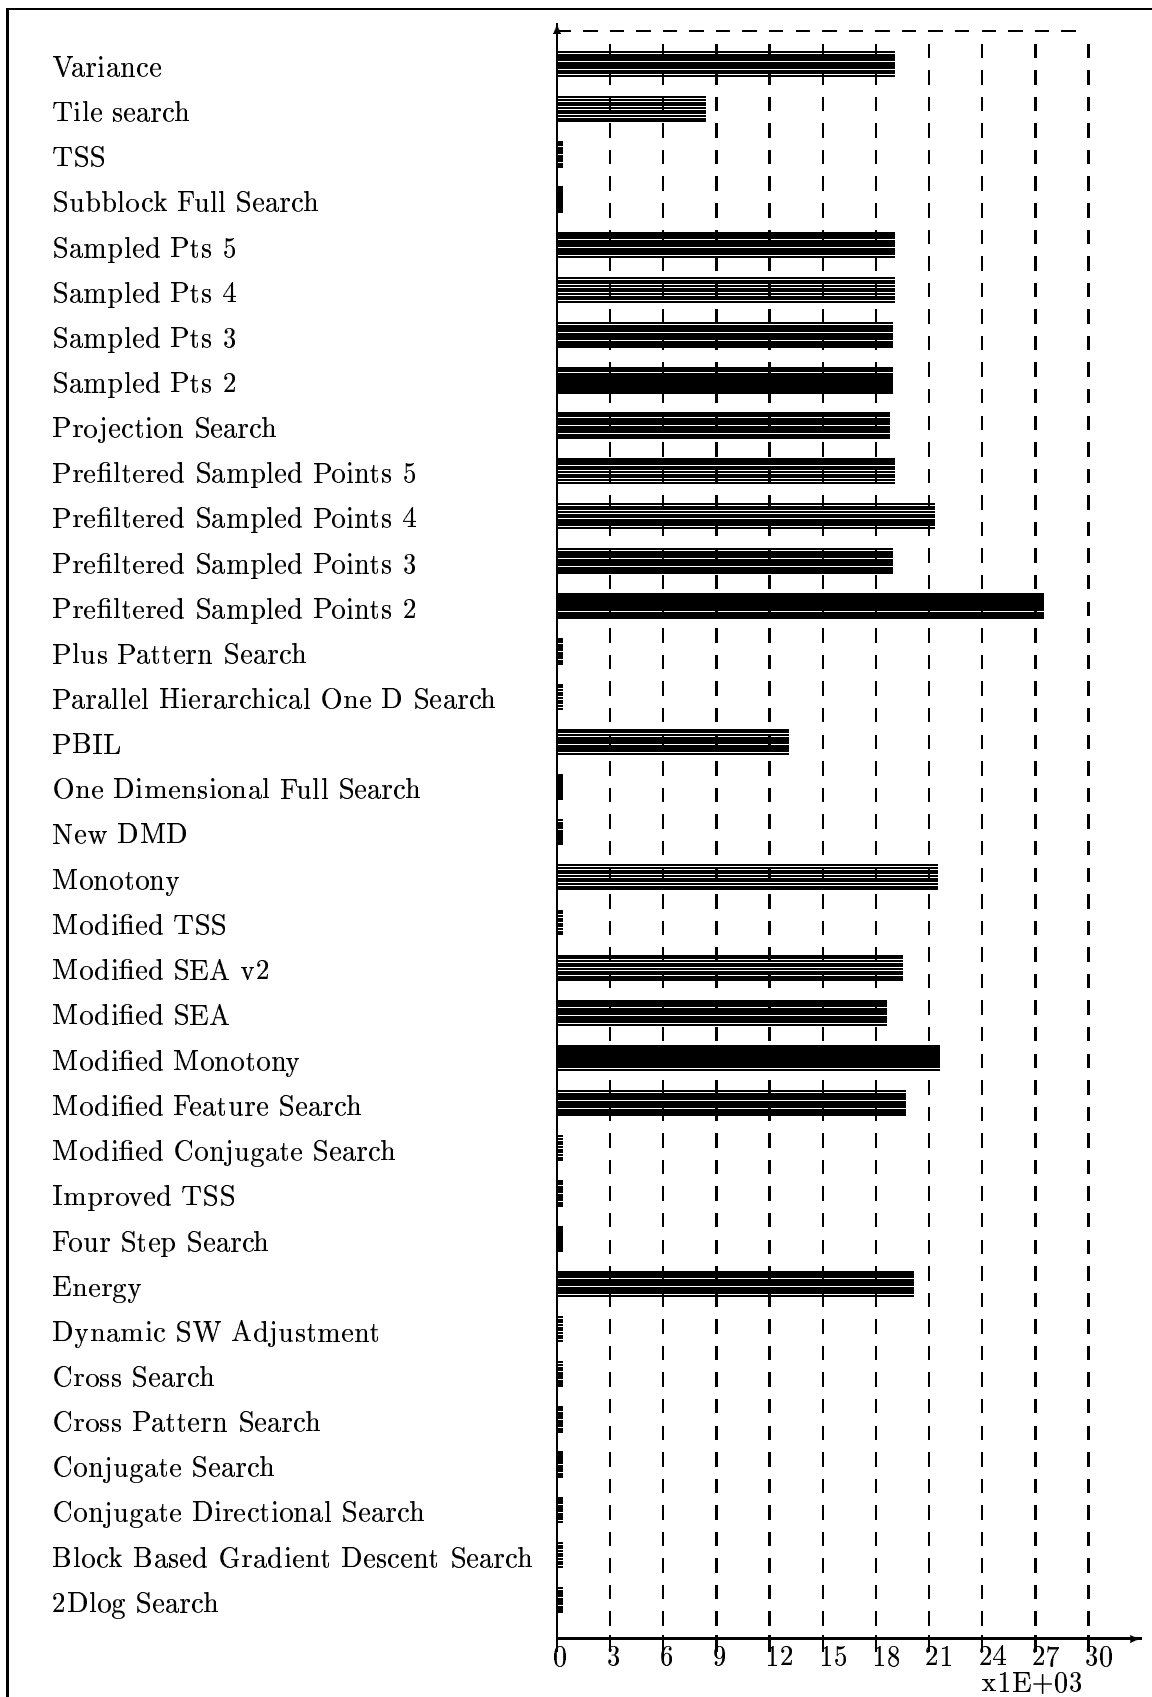 Variance
Tile search
TSS
Subblock Full Search
Sampled Pts 5
Sampled Pts 4
Sampled Pts 3
Sampled Pts 2
Projection Search
Prefiltered Sampled Points 5
Prefiltered Sampled Points 4
Prefiltered Sampled Points 3
Prefiltered Sampled Points 2
Plus Pattern Search
Parallel Hierarchical One D Search
PBIL
One Dimensional Full Search
New DMD
Monotony
Modified TSS
Modified SEA v2
Modified SEA
Modified Monotony
Modified Feature Search
Modified Conjugate Search
Improved TSS
Four Step Search
Energy
Dynamic SW Adjustment
Cross Search
Cross Pattern Search
Conjugate Search
Conjugate Directional Search
Block Based Gradient Descent Search
2Dlog Search
0 3 6 9 12 15 18 21 24 27 30
x1E+03